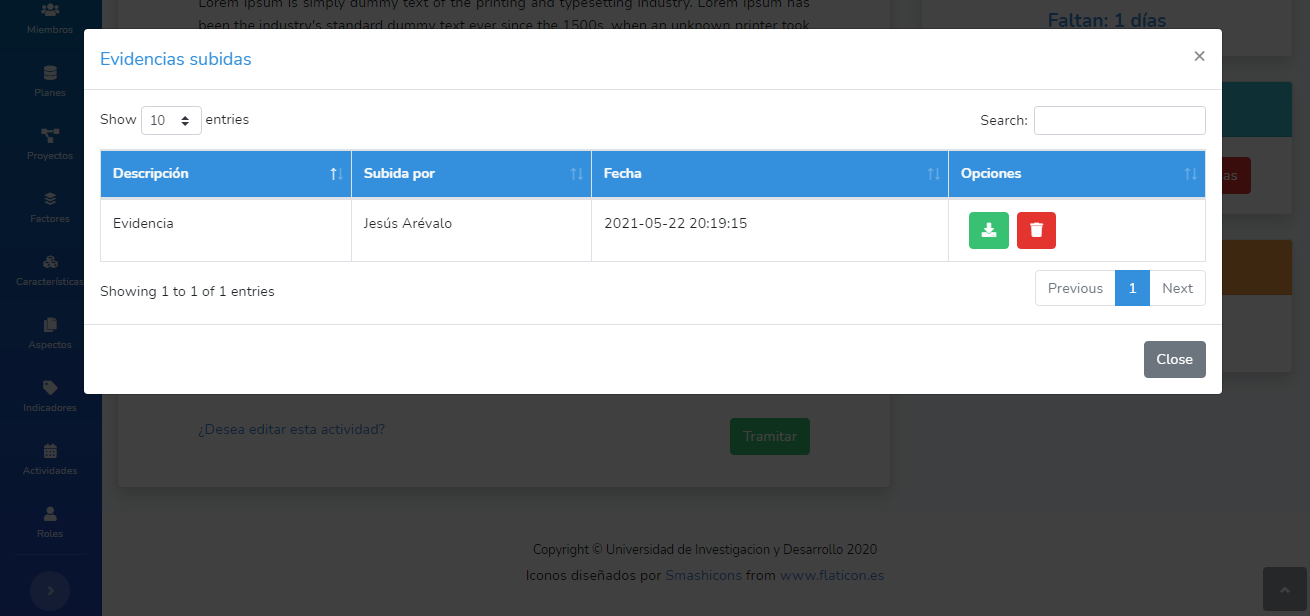 Miembros
Planes
Proyectos
Factores
Características
Aspectos
Indicadores
Actividades
Roles
Lorem Ipsum is simply dummy text of the printing and typesetting industry. Lorem Ipsum has
been the industry's standard dummy text ever since the 1500s, when an unknown printer took
Faltan: 1 días
Evidencias subidas
×
Show 10 entries
Search:
Descripción Subida por Fecha Opciones
Evidencia Jesús Arévalo 2021-05-22 20:19:15
Showing 1 to 1 of 1 entries
Previous 1 Next
Close
¿Desea editar esta actividad?
Tramitar
Copyright © Universidad de Investigacion y Desarrollo 2020
Iconos diseñados por Smashicons from www.flaticon.es